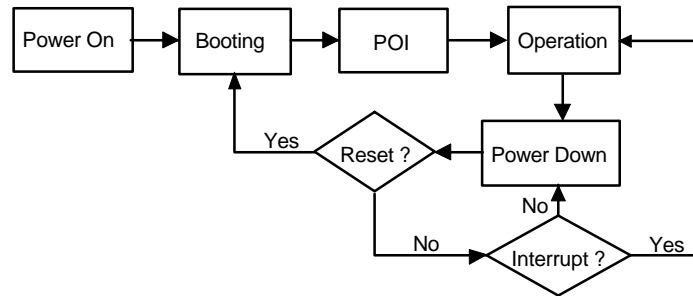 Power On
Booting
POI
Operation
Yes
Reset ?
Power Down
No
No
Interrupt ?
Yes